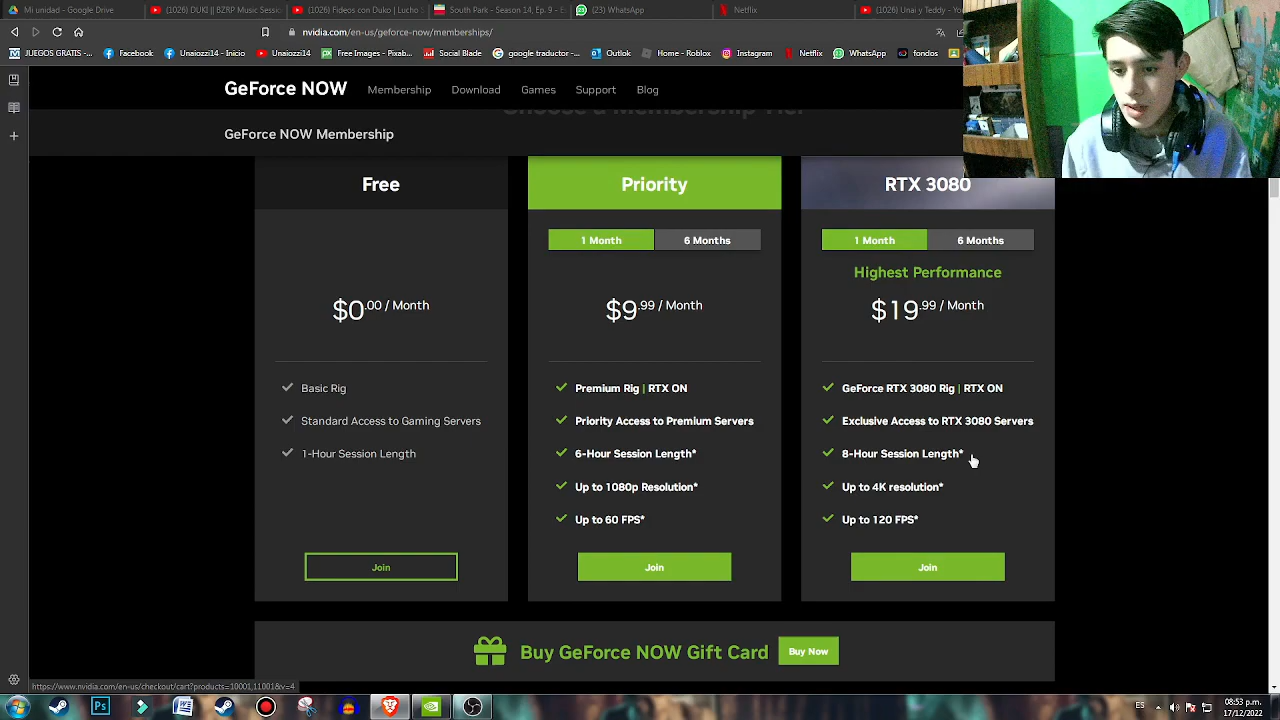 Mi unidad - Google Drive
(1026) DUKI || BZRP Music Sessi
(1026) Fideos con Duko | Lucho
South Park - Season 14, Ep. 9 - E
(23) WhatsApp
Netflix
(1026) Unai y Teddy - Yo
nvidia.com/en-us/geforce-now/memberships/
JUEGOS GRATIS -...
Facebook
Unaiozzi14 - Inicio
Unaiozzi14
Free Images - Pixab...
Social Blade
google traductor -...
Outlook
Home - Roblox
Instagram
Netflix
WhatsApp
fondos
GeForce NOW
Membership
Download
Games
Support
Blog
Choose a Membership Tier
GeForce NOW Membership
Free
$0.00 / Month
Basic Rig
Standard Access to Gaming Servers
1-Hour Session Length
Join
Priority
1 Month 6 Months
$9.99 / Month
Premium Rig | RTX ON
Priority Access to Premium Servers
6-Hour Session Length*
Up to 1080p Resolution*
Up to 60 FPS*
Join
RTX 3080
1 Month 6 Months
Highest Performance
$19.99 / Month
GeForce RTX 3080 Rig | RTX ON
Exclusive Access to RTX 3080 Servers
8-Hour Session Length*
Up to 4K resolution*
Up to 120 FPS*
Join
Buy GeForce NOW Gift Card
Buy Now
https://www.nvidia.com/en-us/checkout/cart?products=10001,11001&v=4
Ps
ES
08:53 p.m.
17/12/2022